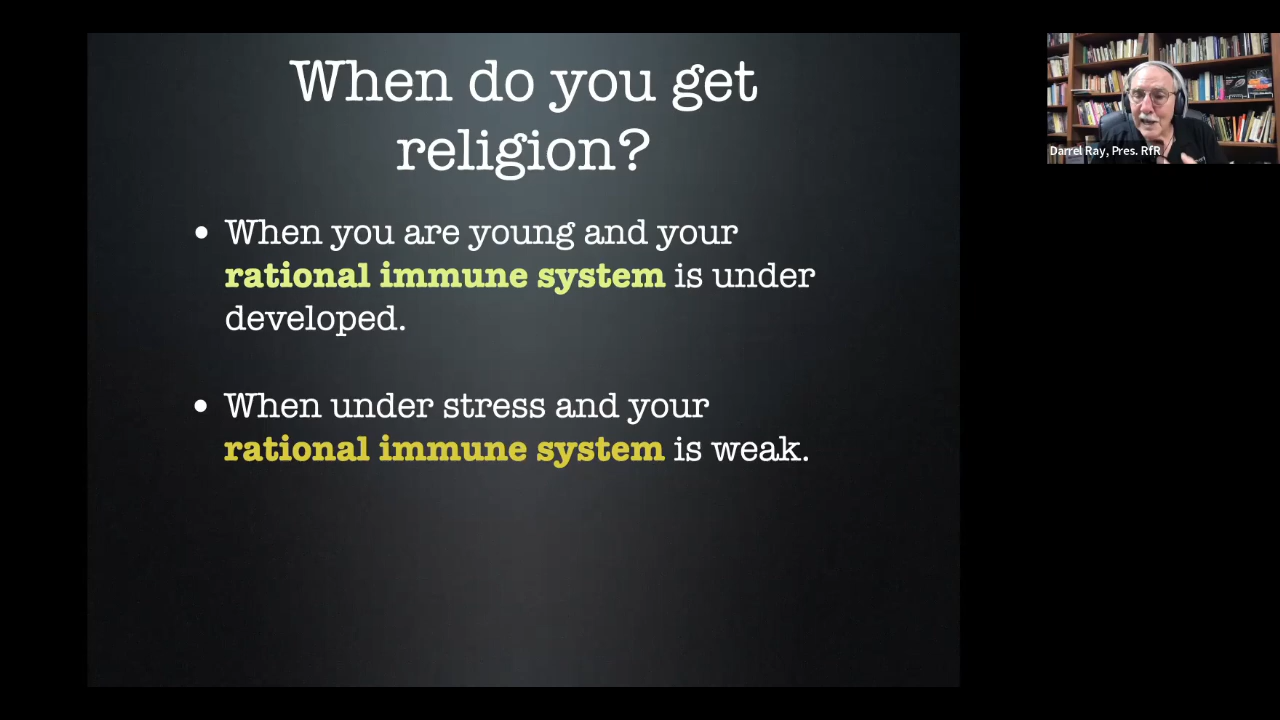 When do you get
religion?
• When you are young and your
rational immune system is under
developed.
• When under stress and your
rational immune system is weak.
Darrel Ray, Pres. RfR